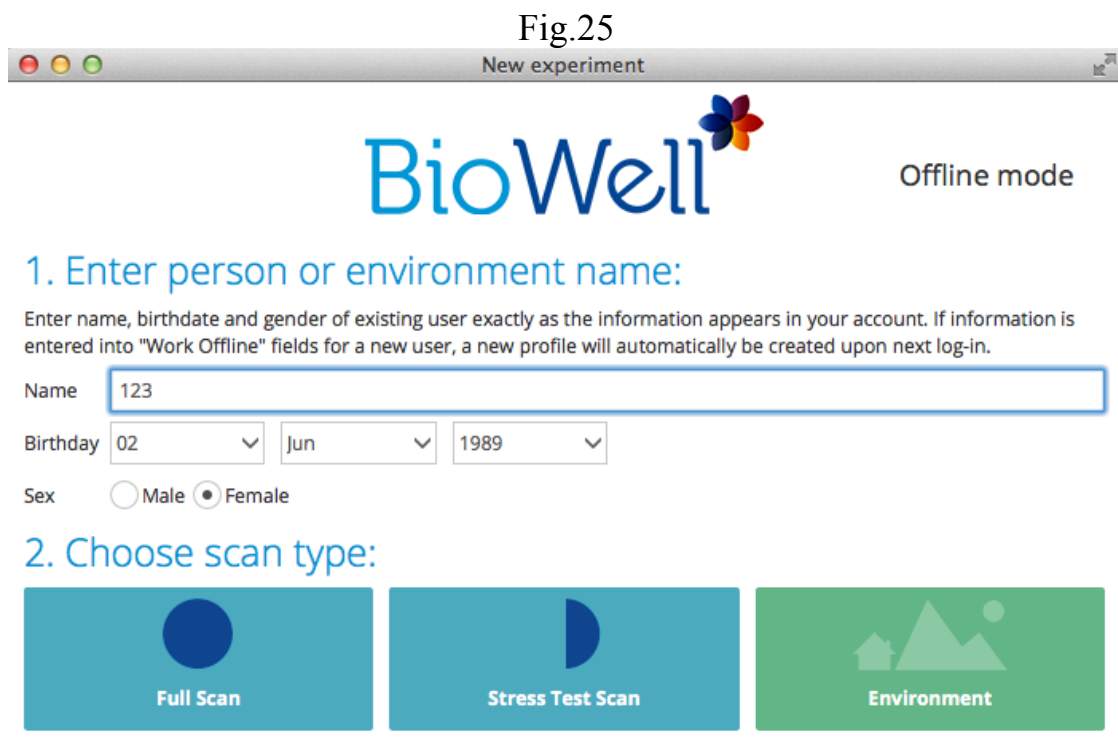 Fig.25
New experiment
BioWell
Offline mode
1. Enter person or environment name:
Enter name, birthdate and gender of existing user exactly as the information appears in your account. If information is
entered into "Work Offline" fields for a new user, a new profile will automatically be created upon next log-in.
Name 123
Birthday 02 Jun 1989
Sex Male Female
2. Choose scan type:
Full Scan Stress Test Scan Environment